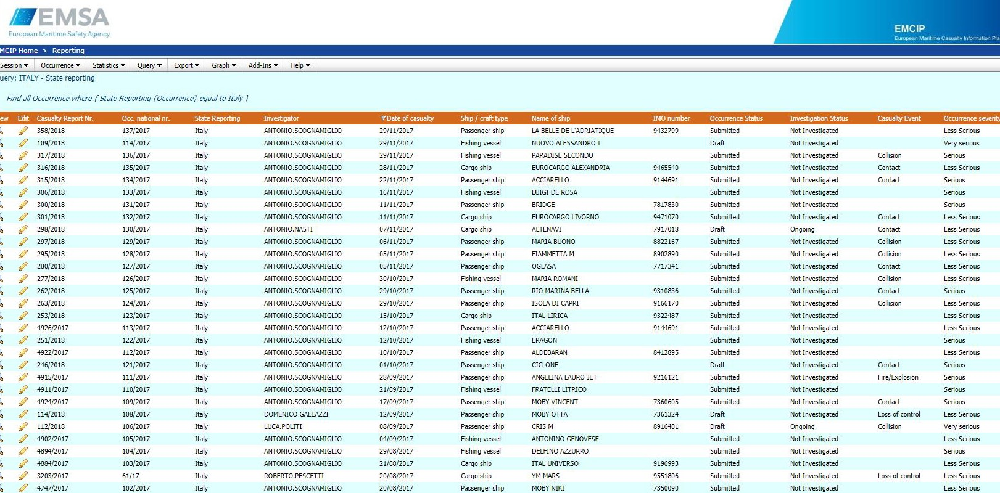 EMSA
European Maritime Safety Agency
EMCIP
European Maritime Casualty Information Pla
MCIP Home > Reporting
Session Occurrence Statistics Query Export Graph Add-Ins Help
uery: ITALY - State reporting
Find all Occurrence where { State Reporting {Occurrence} equal to Italy }
ew Edit Casualty Report Nr. Occ. national nr. State Reporting Investigator Date of casualty Ship / craft type Name of ship IMO number Occurrence Status Investigation Status Casualty Event Occurrence severity
358/2018 137/2017 Italy ANTONIO.SCOGNAMIGLIO 29/11/2017 Passenger ship LA BELLE DE L'ADRIATIQUE 9432799 Submitted Not Investigated Less Serious
109/2018 114/2017 Italy ANTONIO.SCOGNAMIGLIO 29/11/2017 Fishing vessel NUOVO ALESSANDRO I Draft Not Investigated Very serious
317/2018 136/2017 Italy ANTONIO.SCOGNAMIGLIO 29/11/2017 Fishing vessel PARADISE SECONDO Submitted Not Investigated Collision Serious
316/2018 135/2017 Italy ANTONIO.SCOGNAMIGLIO 28/11/2017 Cargo ship EUROCARGO ALEXANDRIA 9465540 Submitted Not Investigated Contact Less Serious
315/2018 134/2017 Italy ANTONIO.SCOGNAMIGLIO 22/11/2017 Passenger ship ACCIARELLO 9144691 Submitted Not Investigated Contact Serious
306/2018 133/2017 Italy ANTONIO.SCOGNAMIGLIO 16/11/2017 Fishing vessel LUIGI DE ROSA Submitted Not Investigated Serious
300/2018 131/2017 Italy ANTONIO.SCOGNAMIGLIO 11/11/2017 Passenger ship BRIDGE 7817830 Submitted Not Investigated Serious
301/2018 132/2017 Italy ANTONIO.SCOGNAMIGLIO 11/11/2017 Cargo ship EUROCARGO LIVORNO 9471070 Submitted Not Investigated Contact Less Serious
298/2018 130/2017 Italy ANTONIO.NASTI 07/11/2017 Cargo ship ALTENAVI 7917018 Draft Ongoing Contact Less Serious
297/2018 129/2017 Italy ANTONIO.SCOGNAMIGLIO 06/11/2017 Passenger ship MARIA BUONO 8822167 Submitted Not Investigated Collision Less Serious
295/2018 128/2017 Italy ANTONIO.SCOGNAMIGLIO 05/11/2017 Passenger ship FIAMMETTA M 8902890 Submitted Not Investigated Collision Less Serious
280/2018 127/2017 Italy ANTONIO.SCOGNAMIGLIO 05/11/2017 Passenger ship OGLASA 7717341 Submitted Not Investigated Contact Less Serious
277/2018 126/2017 Italy ANTONIO.SCOGNAMIGLIO 30/10/2017 Fishing vessel MARIA ROMANI Submitted Not Investigated Collision Less Serious
262/2018 125/2017 Italy ANTONIO.SCOGNAMIGLIO 29/10/2017 Passenger ship RIO MARINA BELLA 9310836 Submitted Not Investigated Contact Serious
263/2018 124/2017 Italy ANTONIO.SCOGNAMIGLIO 29/10/2017 Passenger ship ISOLA DI CAPRI 9166170 Submitted Not Investigated Collision Less Serious
253/2018 123/2017 Italy ANTONIO.SCOGNAMIGLIO 15/10/2017 Cargo ship ITAL LIRICA 9322487 Submitted Not Investigated Less Serious
4926/2017 113/2017 Italy ANTONIO.SCOGNAMIGLIO 12/10/2017 Passenger ship ACCIARELLO 9144691 Submitted Not Investigated Less Serious
251/2018 122/2017 Italy ANTONIO.SCOGNAMIGLIO 12/10/2017 Fishing vessel ERAGON Submitted Not Investigated Serious
4922/2017 112/2017 Italy ANTONIO.SCOGNAMIGLIO 10/10/2017 Passenger ship ALDEBARAN 8412895 Submitted Not Investigated Less Serious
246/2018 121/2017 Italy ANTONIO.SCOGNAMIGLIO 01/10/2017 Passenger ship CICLONE Draft Not Investigated Contact Serious
4915/2017 111/2017 Italy ANTONIO.SCOGNAMIGLIO 28/09/2017 Passenger ship ANGELINA LAURO JET 9216121 Submitted Not Investigated Fire/Explosion Serious
4911/2017 110/2017 Italy ANTONIO.SCOGNAMIGLIO 21/09/2017 Fishing vessel FRATELLI LITRICO Submitted Not Investigated Serious
4924/2017 109/2017 Italy ANTONIO.SCOGNAMIGLIO 17/09/2017 Passenger ship MOBY VINCENT 7360605 Submitted Not Investigated Contact Serious
114/2018 108/2017 Italy DOMENICO GALEAZZI 12/09/2017 Passenger ship MOBY OTTA 7361324 Draft Not Investigated Loss of control Less Serious
112/2018 106/2017 Italy LUCA.POLITI 08/09/2017 Passenger ship CRIS M 8916401 Draft Ongoing Collision Very serious
4902/2017 105/2017 Italy ANTONIO.SCOGNAMIGLIO 04/09/2017 Fishing vessel ANTONINO GENOVESE Submitted Not Investigated Less Serious
4894/2017 104/2017 Italy ANTONIO.SCOGNAMIGLIO 29/08/2017 Fishing vessel DELFINO AZZURRO Submitted Not Investigated Serious
4884/2017 103/2017 Italy ANTONIO.SCOGNAMIGLIO 21/08/2017 Cargo ship ITAL UNIVERSO 9196993 Submitted Not Investigated Less Serious
3203/2017 61/17 Italy ROBERTO.PESCETTI 20/08/2017 Cargo ship YM MARS 9551806 Submitted Not Investigated Loss of control Less Serious
4747/2017 102/2017 Italy ANTONIO.SCOGNAMIGLIO 20/08/2017 Passenger ship MOBY NIKI 7350090 Submitted Not Investigated Less Serious